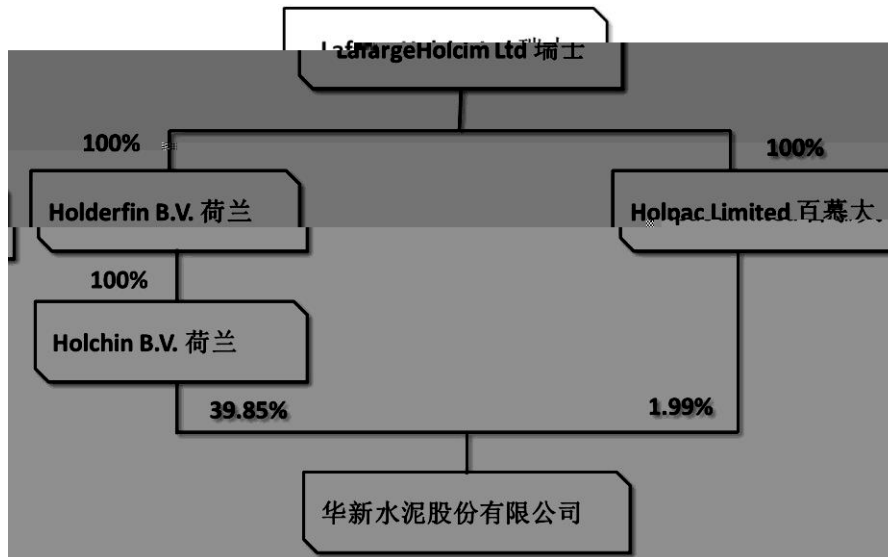 LafargeHolcim Ltd 瑞士
100%
100%
Holderfin B.V. 荷兰
Holpac Limited 百慕大
100%
Holchin B.V. 荷兰
39.85%
1.99%
华新水泥股份有限公司